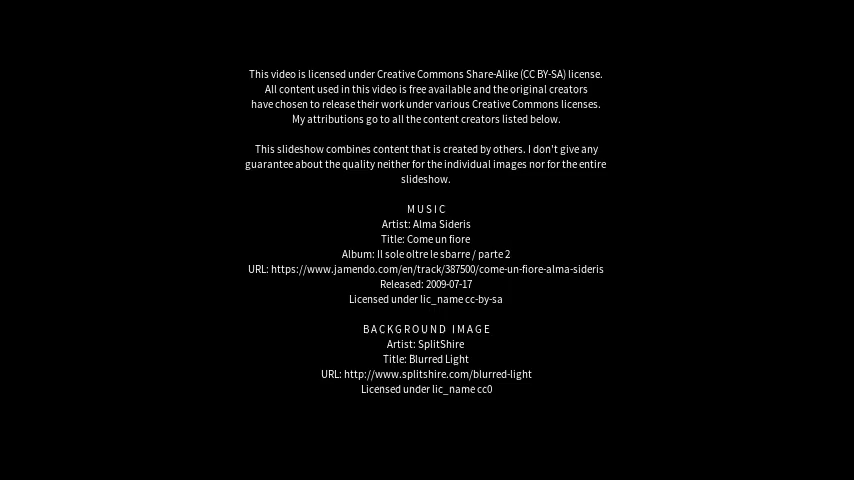 This video is licensed under Creative Commons Share-Alike (CC BY-SA) license.
All content used in this video is free available and the original creators
have chosen to release their work under various Creative Commons licenses.
My attributions go to all the content creators listed below.
This slideshow combines content that is created by others. I don't give any
guarantee about the quality neither for the individual images nor for the entire
slideshow.
MUSIC
Artist: Alma Sideris
Title: Come un fiore
Album: Il sole oltre le sbarre / parte 2
URL: https://www.jamendo.com/en/track/387500/come-un-fiore-alma-sideris
Released: 2009-07-17
Licensed under lic_name cc-by-sa
BACKGROUND IMAGE
Artist: SplitShire
Title: Blurred Light
URL: http://www.splitshire.com/blurred-light
Licensed under lic_name cc0